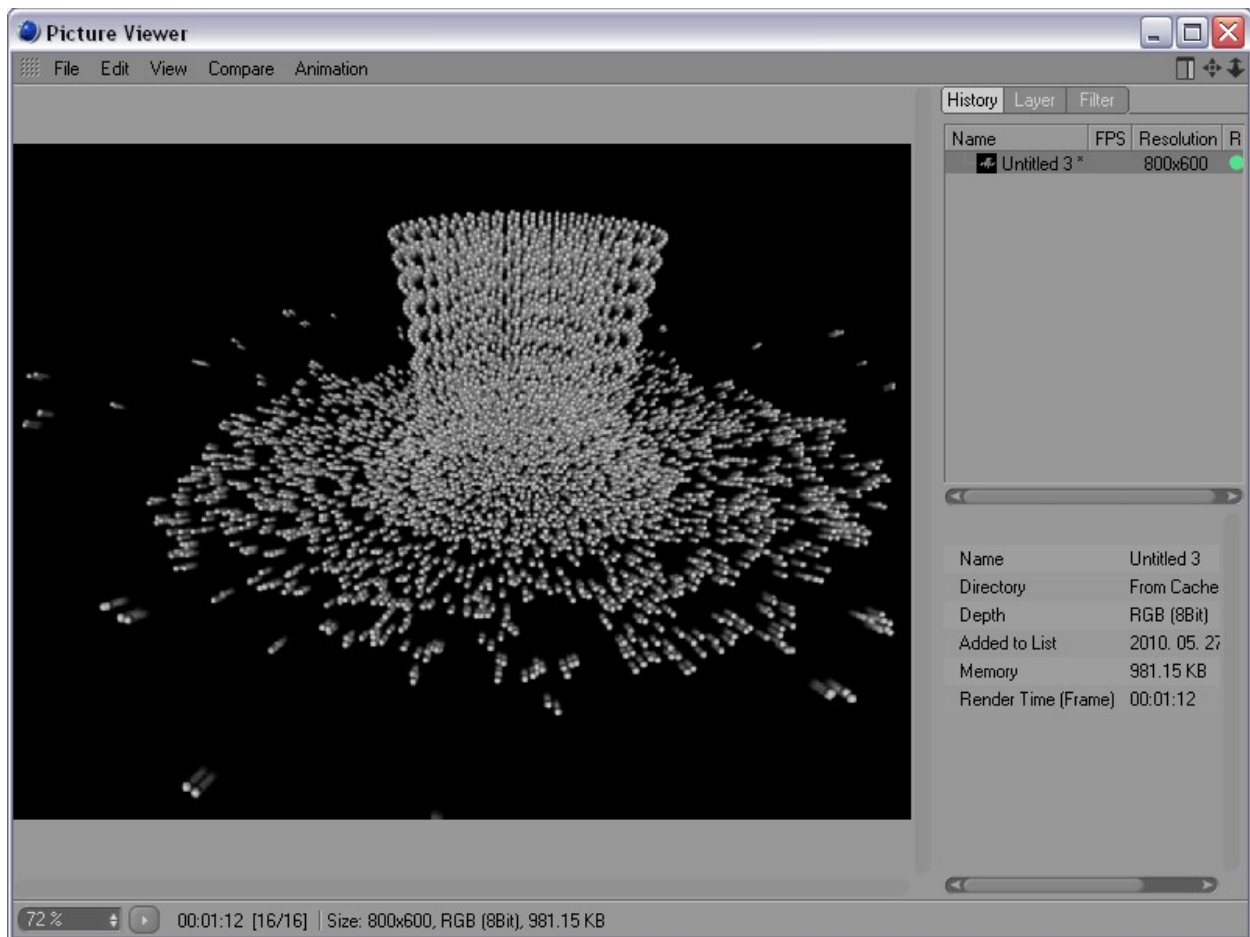 Picture Viewer
File Edit View Compare Animation
History Layer Filter
Name FPS Resolution R
Untitled 3 * 800x600
Name Untitled 3
Directory From Cache
Depth RGB (8Bit)
Added to List 2010. 05. 27
Memory 981.15 KB
Render Time (Frame) 00:01:12
72 % 00:01:12 [16/16] Size: 800x600, RGB (8Bit), 981.15 KB